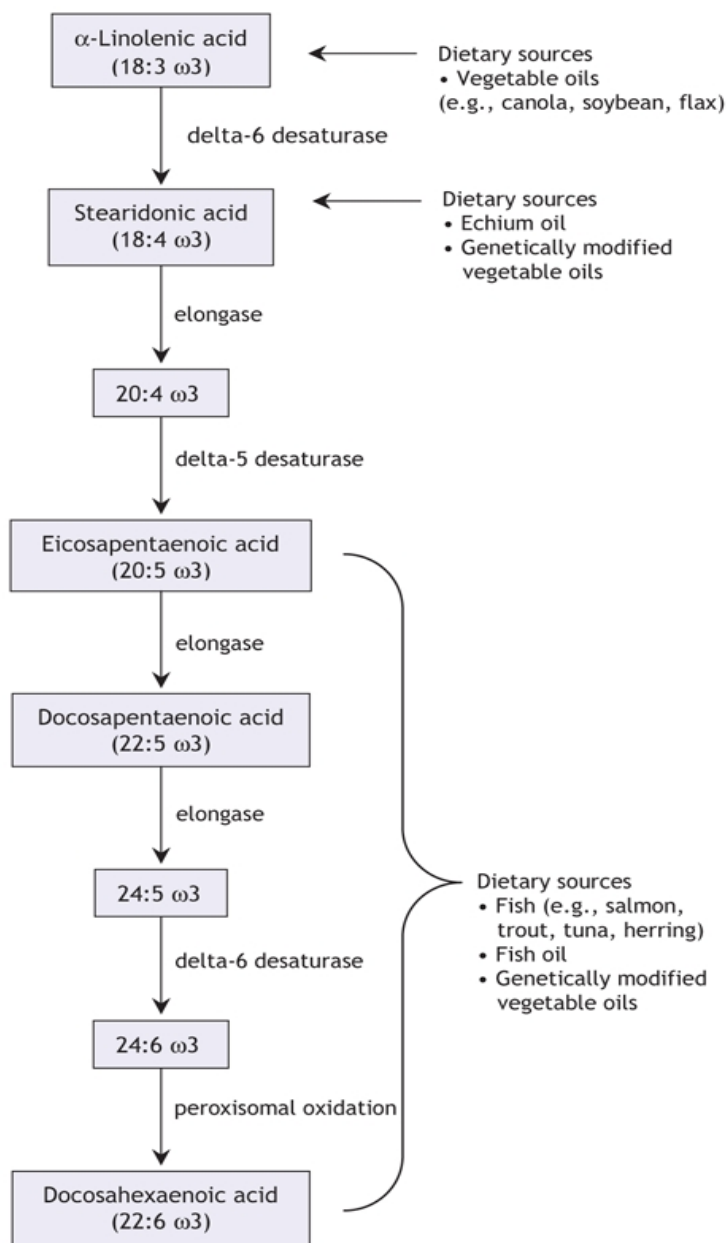 α-Linolenic acid
(18:3 ω3)
Dietary sources
• Vegetable oils
(e.g., canola, soybean, flax)
delta-6 desaturase
Stearidonic acid
(18:4 ω3)
Dietary sources
• Echium oil
• Genetically modified
vegetable oils
elongase
20:4 ω3
delta-5 desaturase
Eicosapentaenoic acid
(20:5 ω3)
elongase
Docosapentaenoic acid
(22:5 ω3)
elongase
24:5 ω3
delta-6 desaturase
24:6 ω3
peroxisomal oxidation
Docosahexaenoic acid
(22:6 ω3)
Dietary sources
• Fish (e.g., salmon,
trout, tuna, herring)
• Fish oil
• Genetically modified
vegetable oils